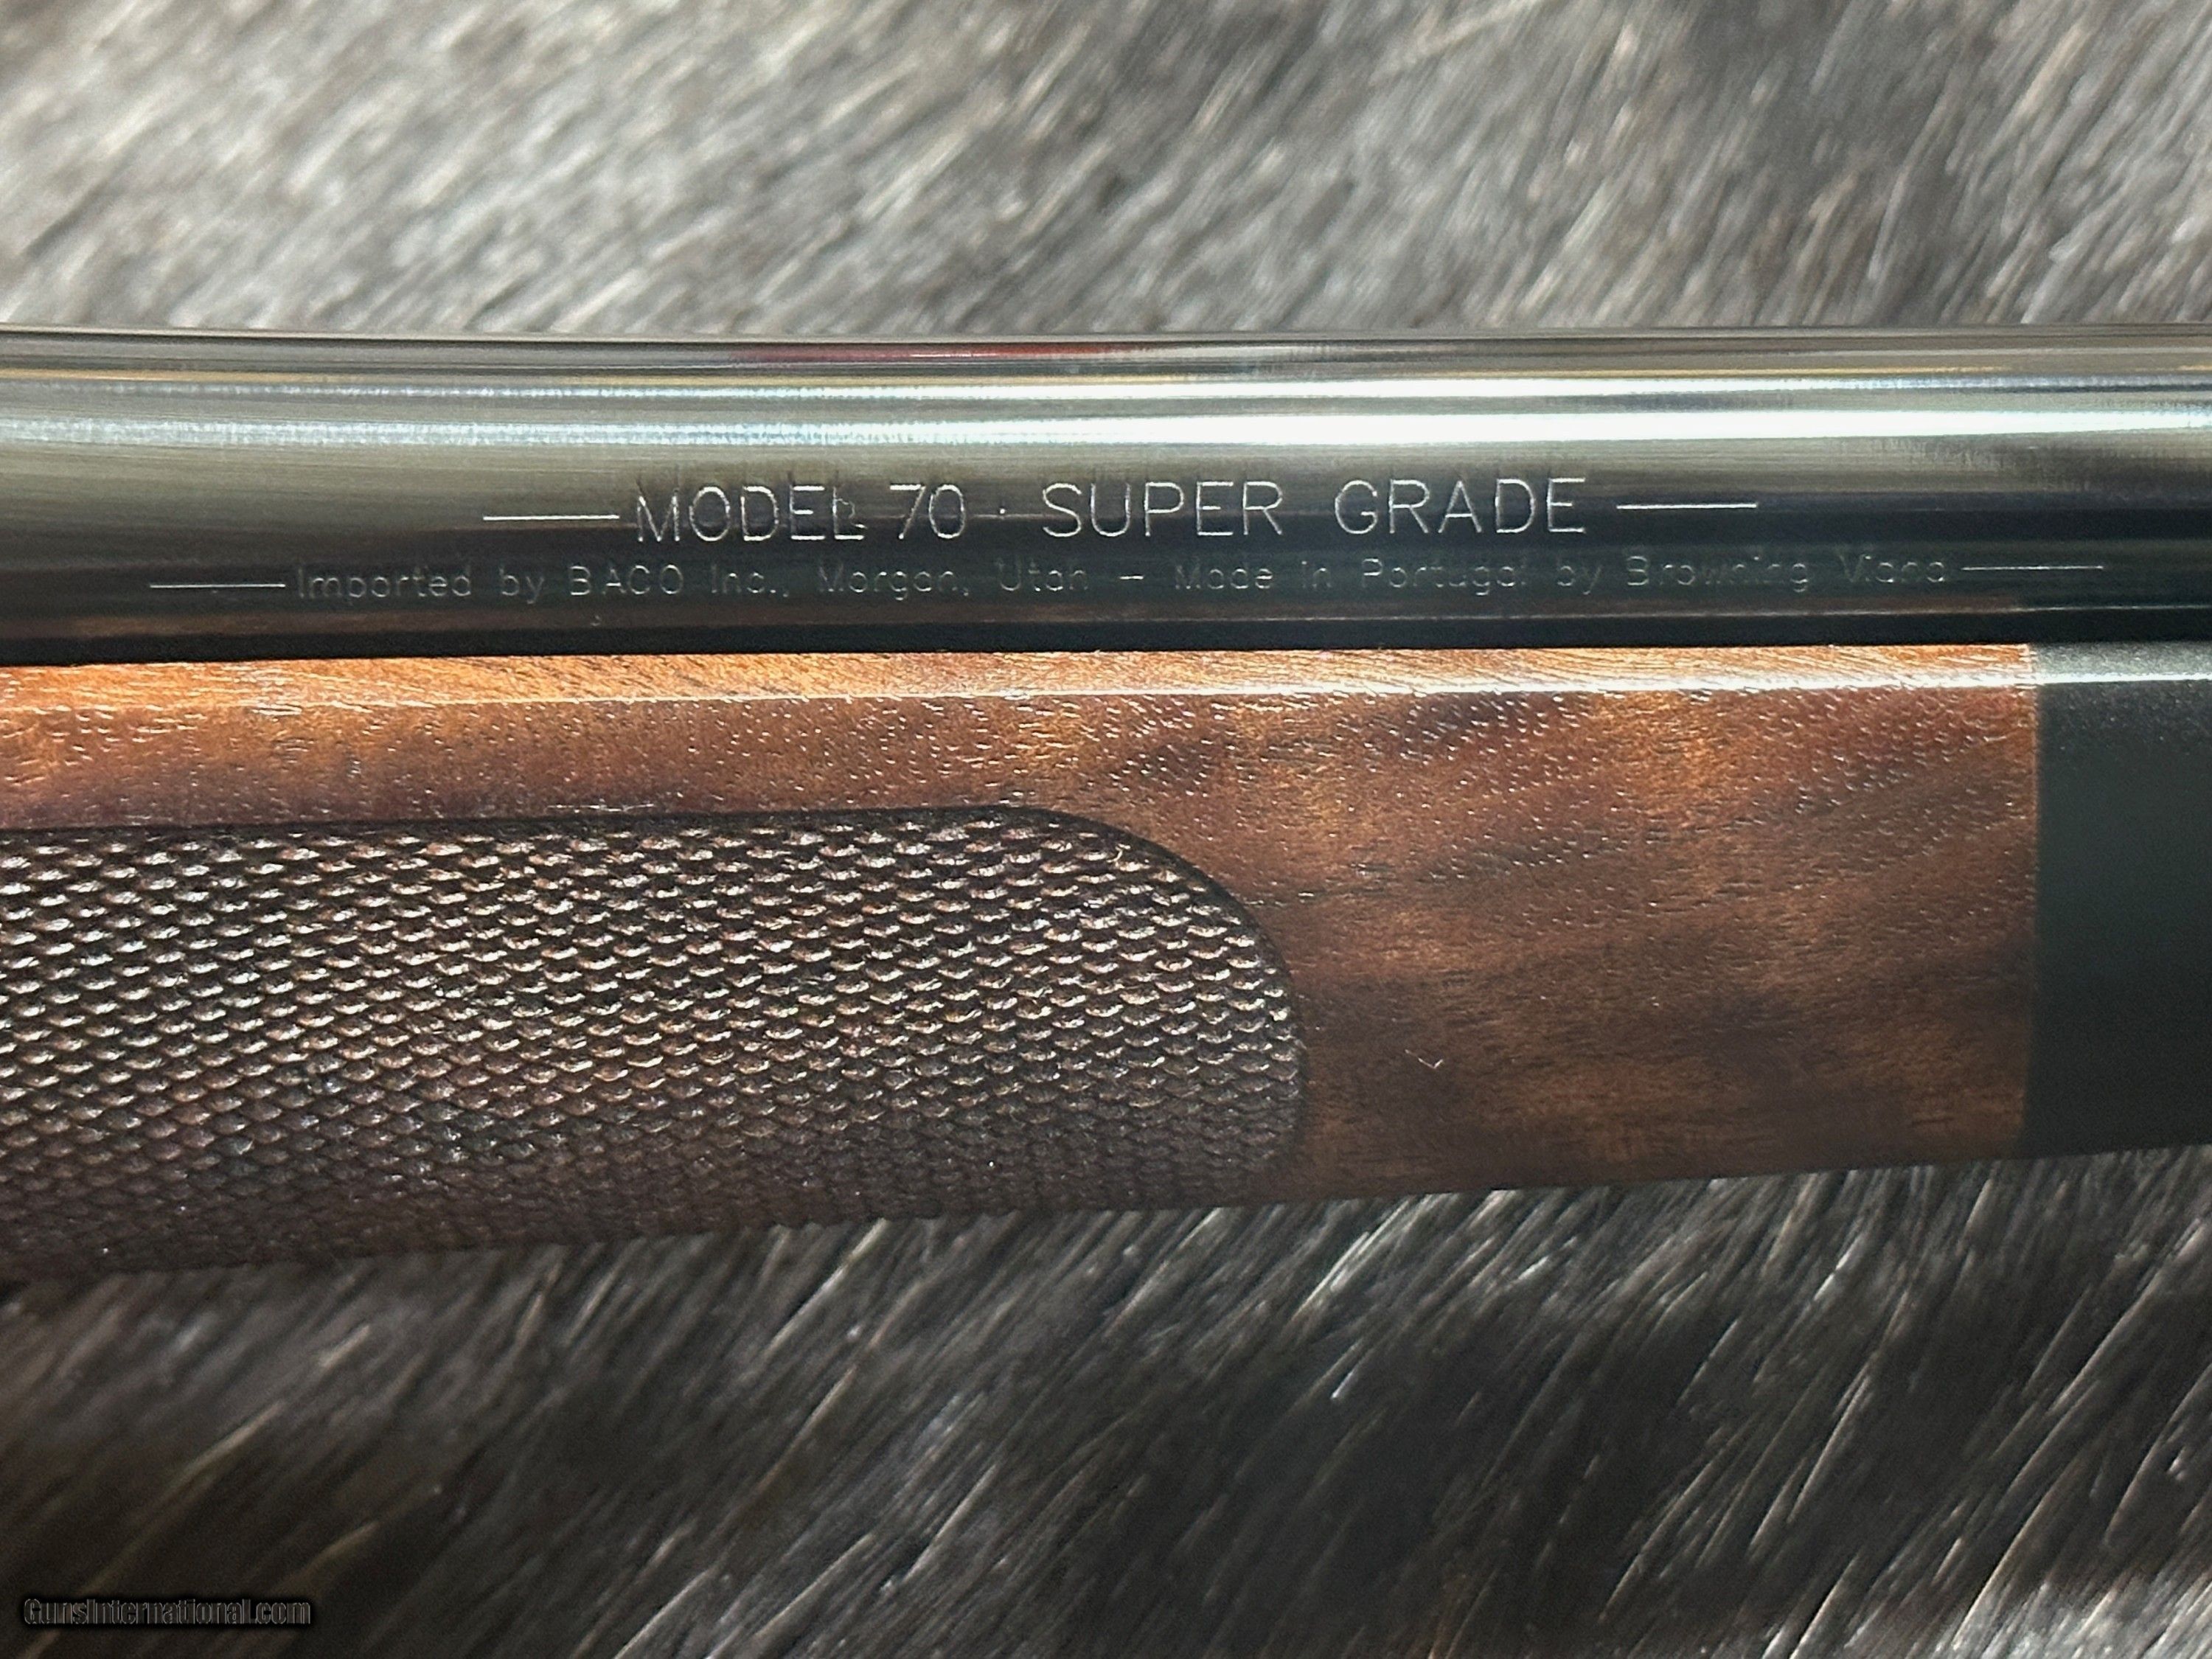 MODEL 70 · SUPER GRADE
Imported by BACO Inc., Morgan, Utah – Made in Portugal by Browning Viana
GunsInternational.com